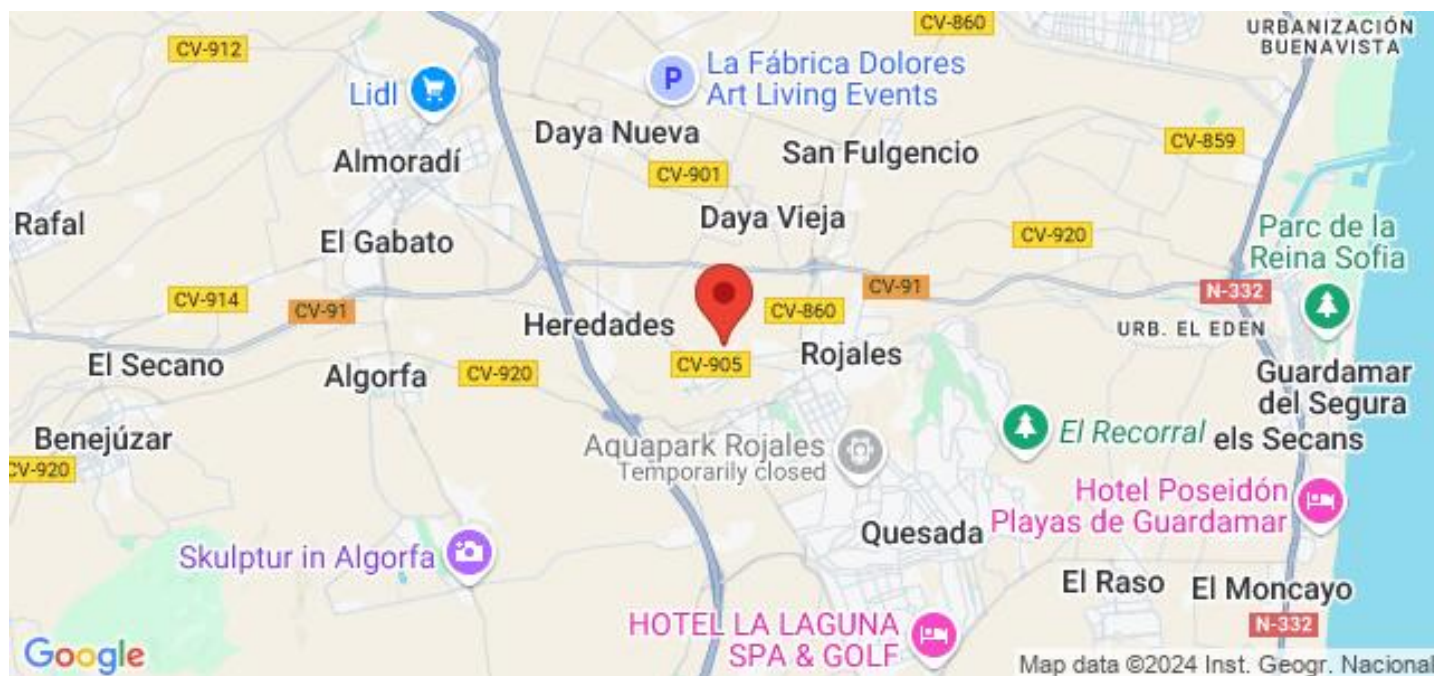 CV-860
URBANIZACIÓN
BUENAVISTA
CV-912
La Fábrica Dolores
Art Living Events
P
Lidl
Daya Nueva
CV-859
San Fulgencio
Almoradí
CV-901
Rafal
Daya Vieja
Parc de la
Reina Sofia
El Gabato
CV-920
CV-914
CV-91
CV-91
N-332
Heredades
CV-860
URB. EL EDEN
El Secano
CV-905
Rojales
Algorfa
CV-920
Guardamar
del Segura
Benejúzar
Aquapark Rojales
Temporarily closed
El Recorral
els Secans
CV-920
Hotel Poseidón
Playas de Guardamar
Quesada
Skulptur in Algorfa
El Raso
El Moncayo
HOTEL LA LAGUNA
SPA & GOLF
N-332
Google
Map data ©2024 Inst. Geogr. Nacional